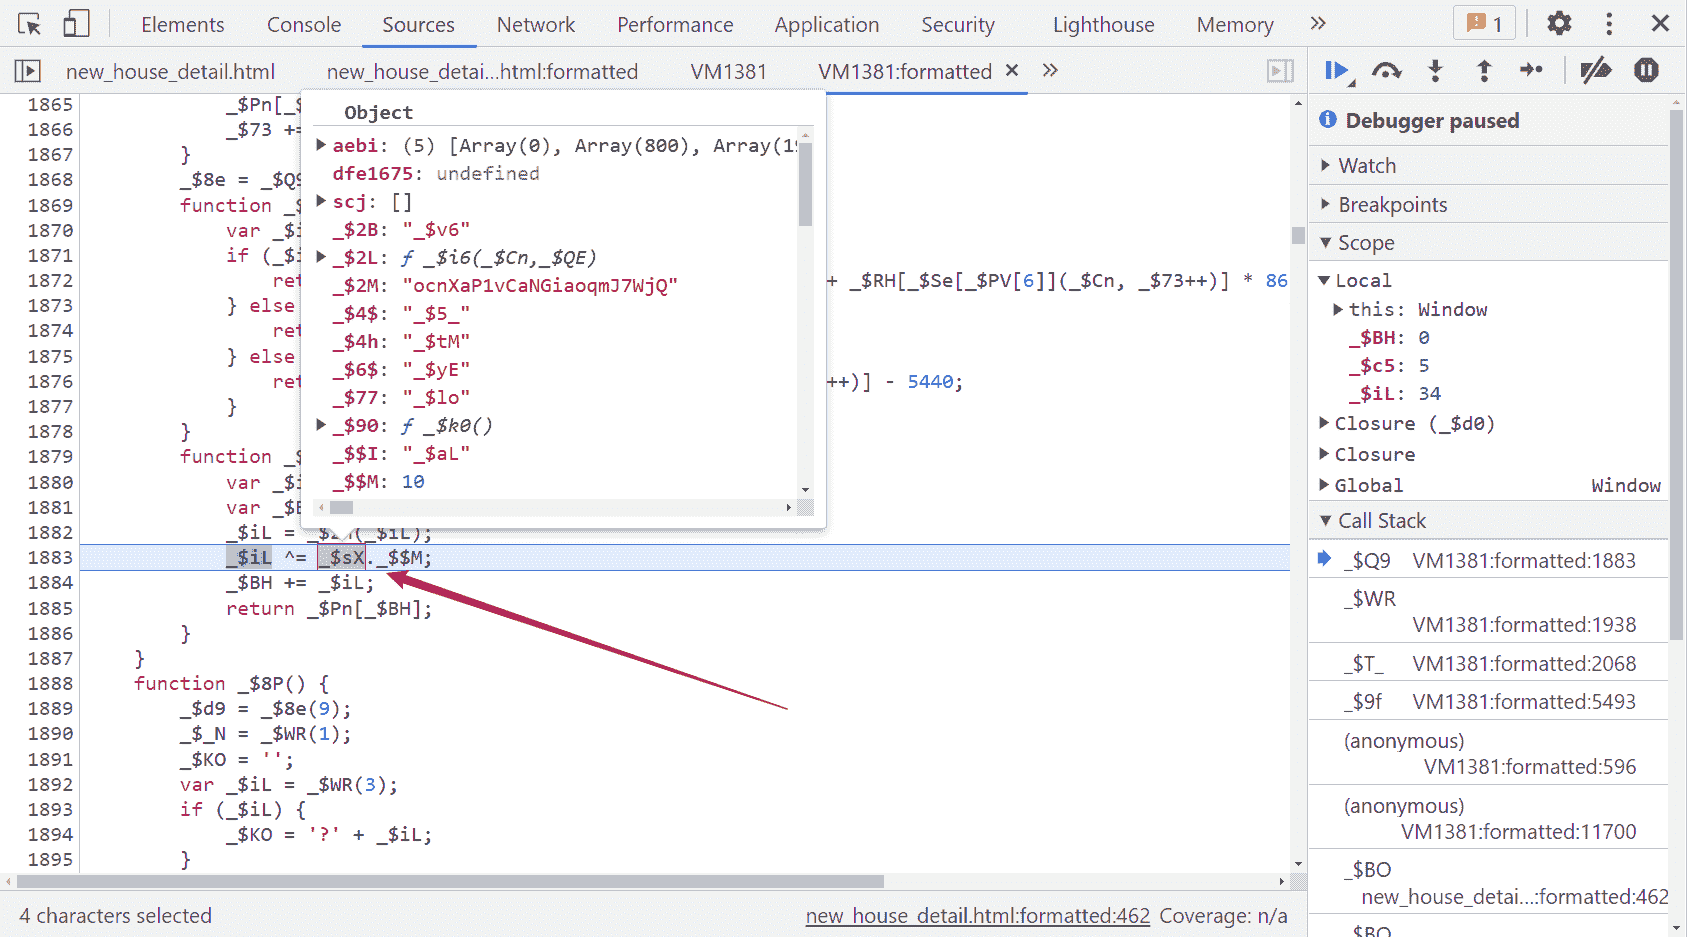 Elements Console Sources Network Performance Application Security Lighthouse Memory » 1
new_house_detail.html new_house_detai...html:formatted VM1381 VM1381:formatted × »
1865 _$Pn[_$
1866 _$73 +=
1867 }
1868 _$8e = _$Q9
1869 function _$
1870 var _$i
1871 if (_$i
1872 ret + _$RH[_$Se[_$PV[6]](_$Cn, _$73++)] * 86
1873 } else
1874 ret
1875 } else
1876 ret ++)] - 5440;
1877 }
1878 }
1879 function _$
1880 var _$i
1881 var _$B
1882 _$iL = (_$iL);
1883 _$iL ^= _$sX._$$M;
1884 _$BH += _$iL;
1885 return _$Pn[_$BH];
1886 }
1887 }
1888 function _$8P() {
1889 _$d9 = _$8e(9);
1890 _$_N = _$WR(1);
1891 _$KO = '';
1892 var _$iL = _$WR(3);
1893 if (_$iL) {
1894 _$KO = '?' + _$iL;
1895 }
Object
aebi: (5) [Array(0), Array(800), Array(19
dfe1675: undefined
scj: []
_$2B: "_$v6"
_$2L: ƒ _$i6(_$Cn,_$QE)
_$2M: "ocnXaP1vCaNGiaoqmJ7WjQ"
_$4$: "_$5_"
_$4h: "_$tM"
_$6$: "_$yE"
_$77: "_$lo"
_$90: ƒ _$k0()
_$$I: "_$aL"
_$$M: 10
Debugger paused
Watch
Breakpoints
Scope
Local
this: Window
_$BH: 0
_$c5: 5
_$iL: 34
Closure (_$d0)
Closure
Global Window
Call Stack
_$Q9 VM1381:formatted:1883
_$WR
VM1381:formatted:1938
_$T_ VM1381:formatted:2068
_$9f VM1381:formatted:5493
(anonymous)
VM1381:formatted:596
(anonymous)
VM1381:formatted:11700
_$BO
new_house_detai...:formatted:462
_$BO
4 characters selected new_house_detail.html:formatted:462 Coverage: n/a